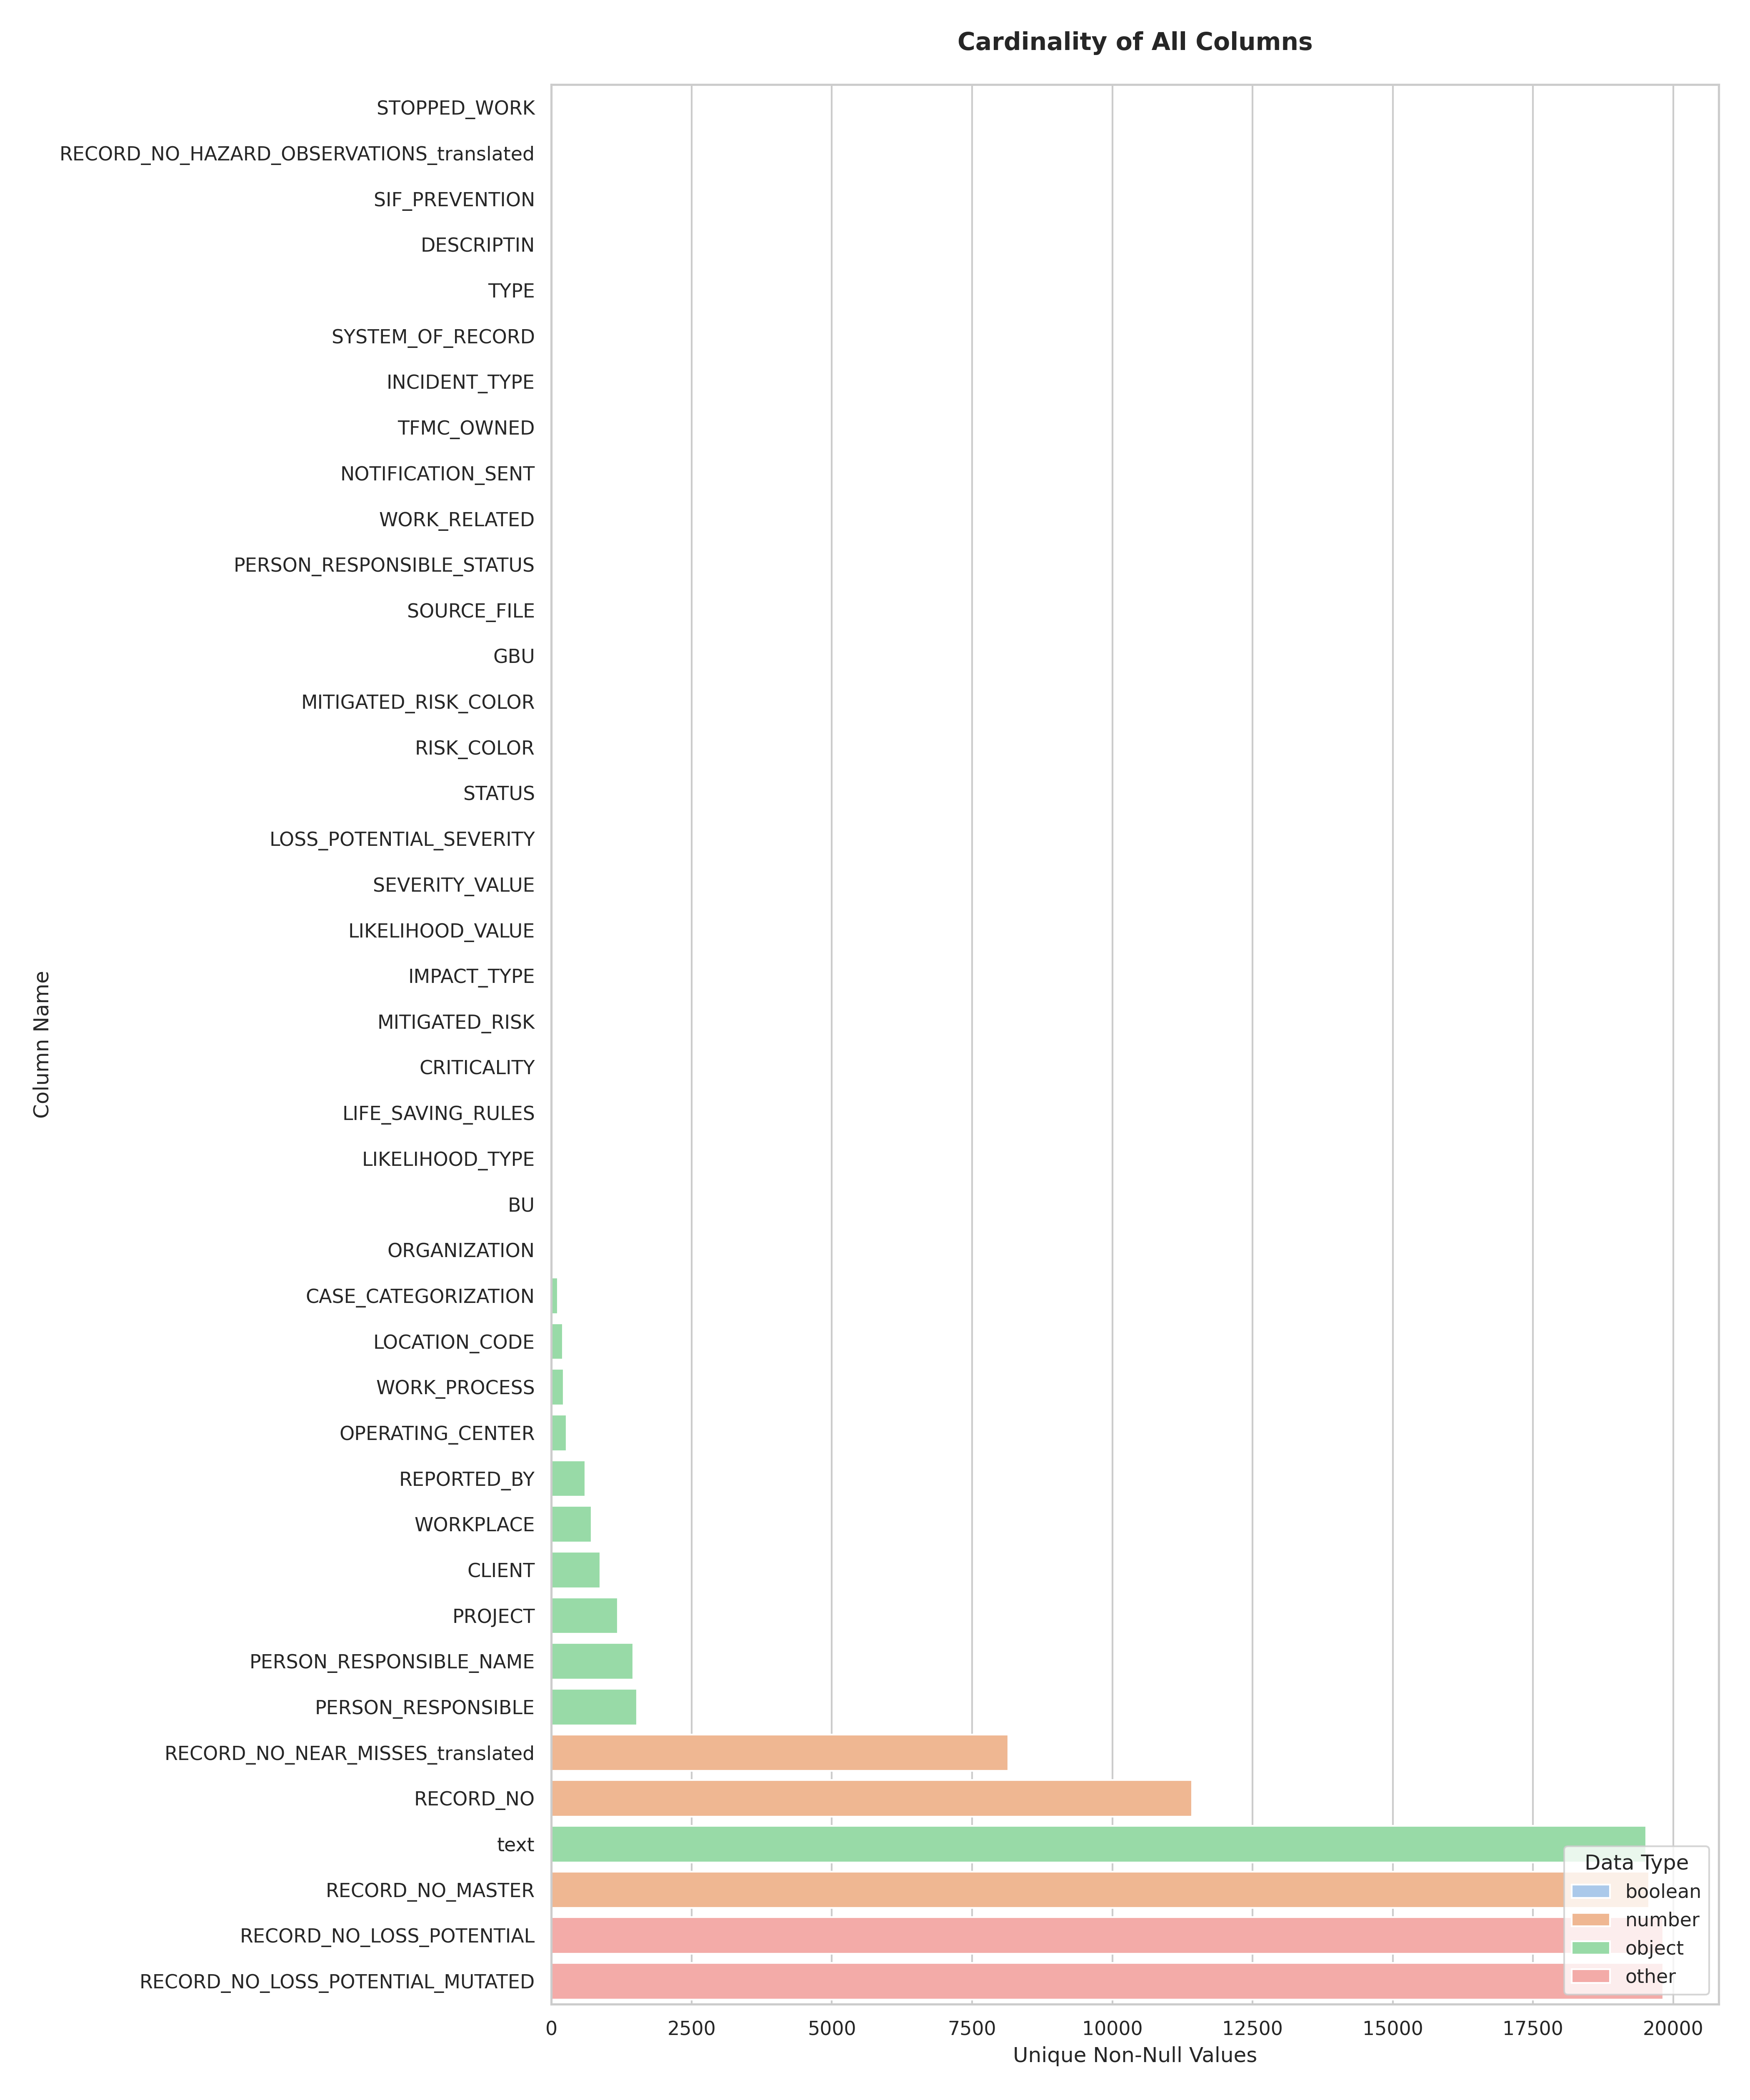 Cardinality of All Columns
STOPPED_WORK
RECORD_NO_HAZARD_OBSERVATIONS_translated
SIF_PREVENTION
DESCRIPTIN
TYPE
SYSTEM_OF_RECORD
INCIDENT_TYPE
TFMC_OWNED
NOTIFICATION_SENT
WORK_RELATED
PERSON_RESPONSIBLE_STATUS
SOURCE_FILE
GBU
MITIGATED_RISK_COLOR
RISK_COLOR
STATUS
LOSS_POTENTIAL_SEVERITY
SEVERITY_VALUE
LIKELIHOOD_VALUE
IMPACT_TYPE
MITIGATED_RISK
CRITICALITY
LIFE_SAVING_RULES
LIKELIHOOD_TYPE
BU
ORGANIZATION
CASE_CATEGORIZATION
LOCATION_CODE
WORK_PROCESS
OPERATING_CENTER
REPORTED_BY
WORKPLACE
CLIENT
PROJECT
PERSON_RESPONSIBLE_NAME
PERSON_RESPONSIBLE
RECORD_NO_NEAR_MISSES_translated
RECORD_NO
text
RECORD_NO_MASTER
RECORD_NO_LOSS_POTENTIAL
RECORD_NO_LOSS_POTENTIAL_MUTATED
Column Name
Data Type
boolean
number
object
other
0 2500 5000 7500 10000 12500 15000 17500 20000
Unique Non-Null Values